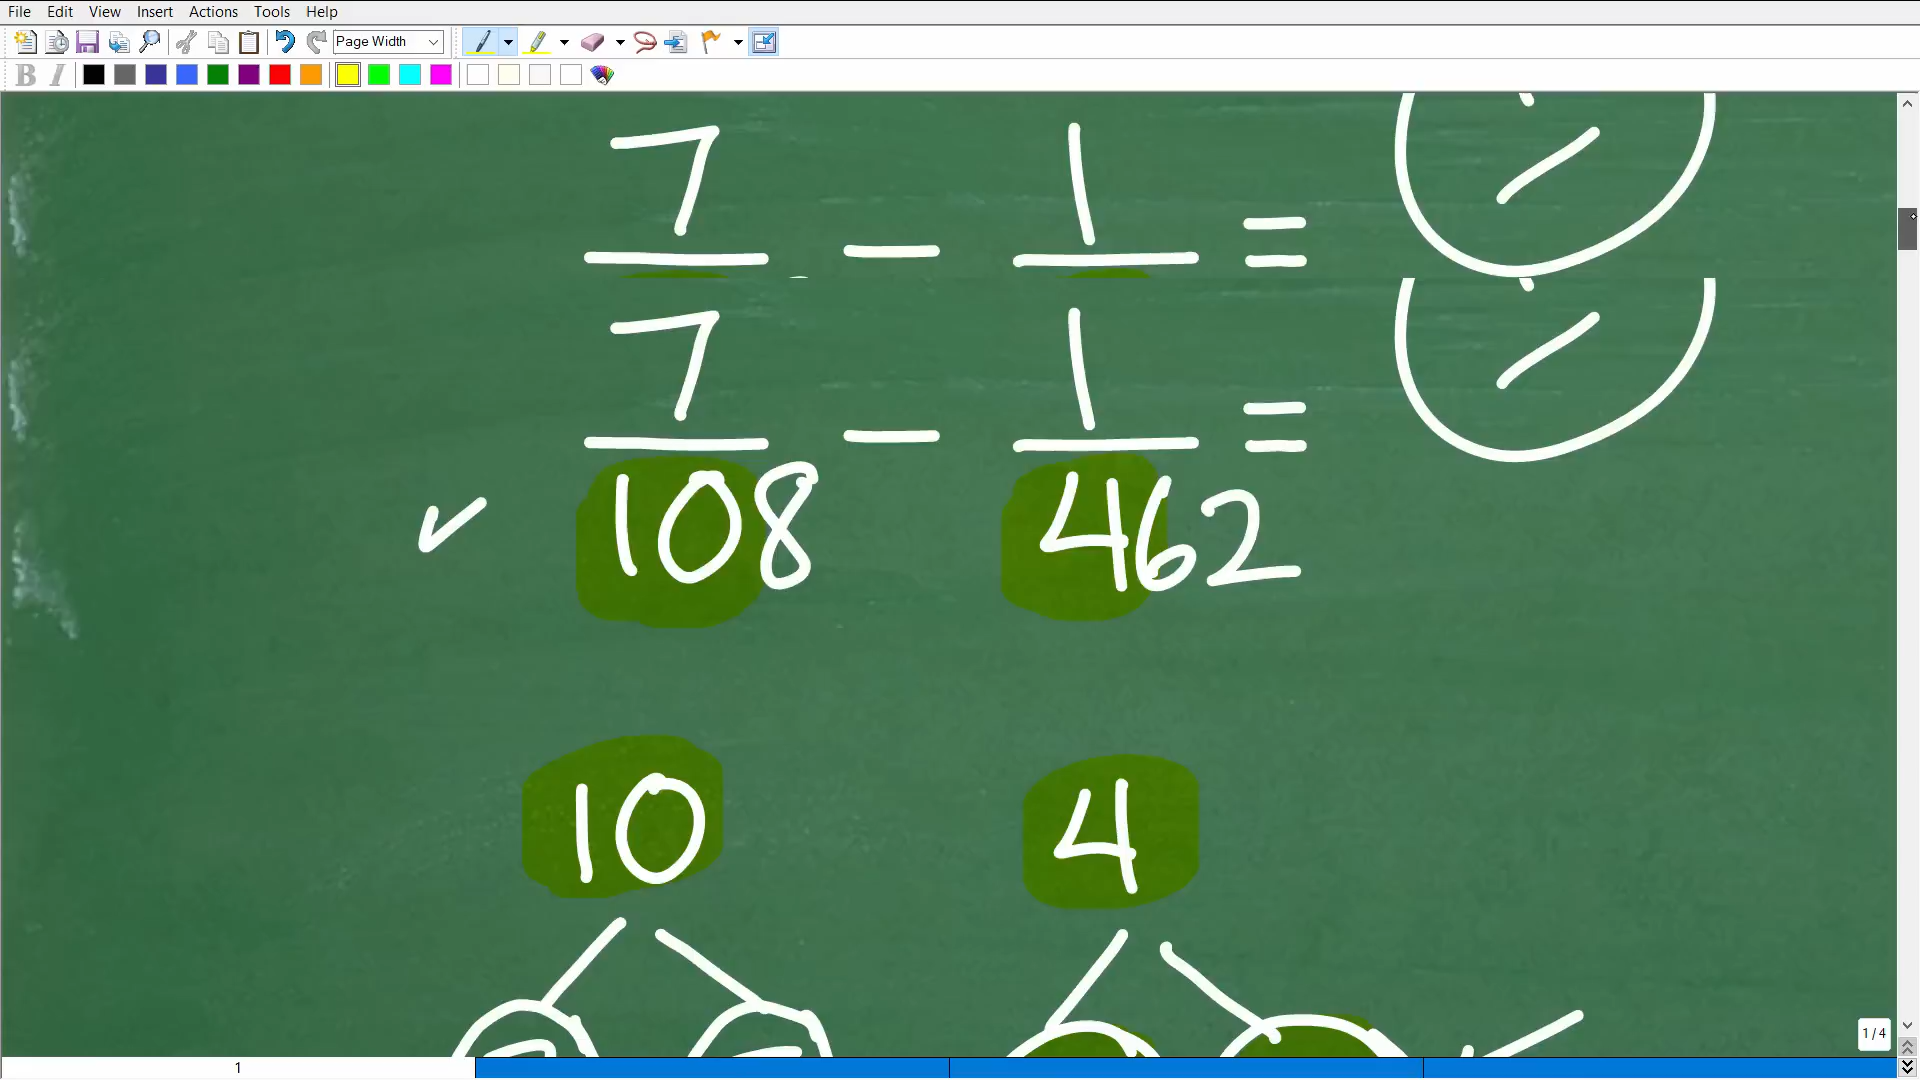 File Edit View Insert Actions Tools Help
Page Width
B I
7 — 1 =
7 — 1 =
108 462
10 4
1/4
1